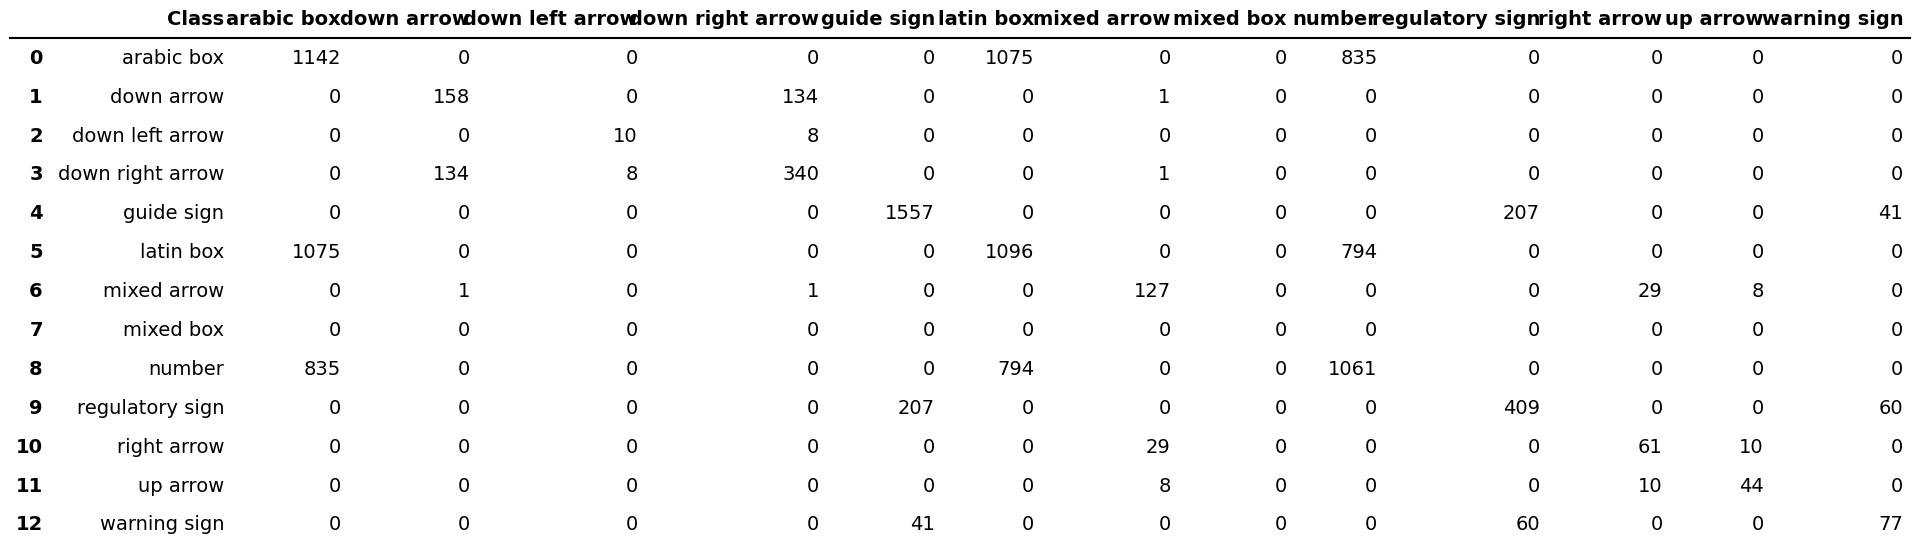 Class arabic box down arrow down left arrow down right arrow guide sign latin box mixed arrow mixed box number regulatory sign right arrow up arrow warning sign
0 arabic box 1142 0 0 0 0 1075 0 0 835 0 0 0 0
1 down arrow 0 158 0 134 0 0 1 0 0 0 0 0 0
2 down left arrow 0 0 10 8 0 0 0 0 0 0 0 0 0
3 down right arrow 0 134 8 340 0 0 1 0 0 0 0 0 0
4 guide sign 0 0 0 0 1557 0 0 0 0 207 0 0 41
5 latin box 1075 0 0 0 0 1096 0 0 794 0 0 0 0
6 mixed arrow 0 1 0 1 0 0 127 0 0 0 29 8 0
7 mixed box 0 0 0 0 0 0 0 0 0 0 0 0 0
8 number 835 0 0 0 0 794 0 0 1061 0 0 0 0
9 regulatory sign 0 0 0 0 207 0 0 0 0 409 0 0 60
10 right arrow 0 0 0 0 0 0 29 0 0 0 61 10 0
11 up arrow 0 0 0 0 0 0 8 0 0 0 10 44 0
12 warning sign 0 0 0 0 41 0 0 0 0 60 0 0 77